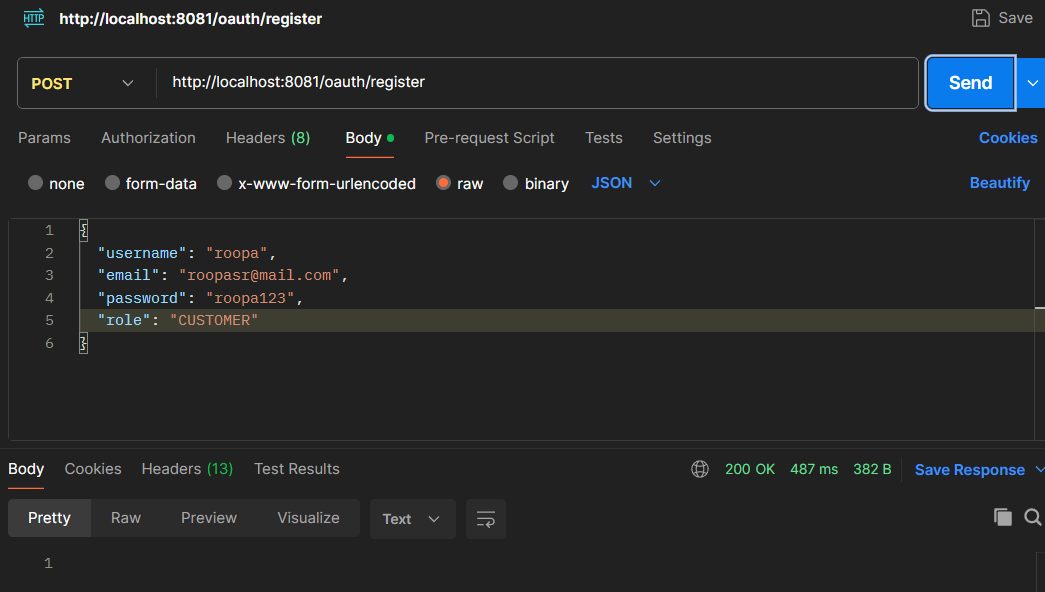 HTTP http://localhost:8081/oauth/register Save
POST http://localhost:8081/oauth/register Send
Params Authorization Headers (8) Body Pre-request Script Tests Settings Cookies
none form-data x-www-form-urlencoded raw binary JSON Beautify
1 {
2 "username": "roopa",
3 "email": "roopasr@mail.com",
4 "password": "roopa123",
5 "role": "CUSTOMER"
6 }
Body Cookies Headers (13) Test Results 200 OK 487 ms 382 B Save Response
Pretty Raw Preview Visualize Text
1